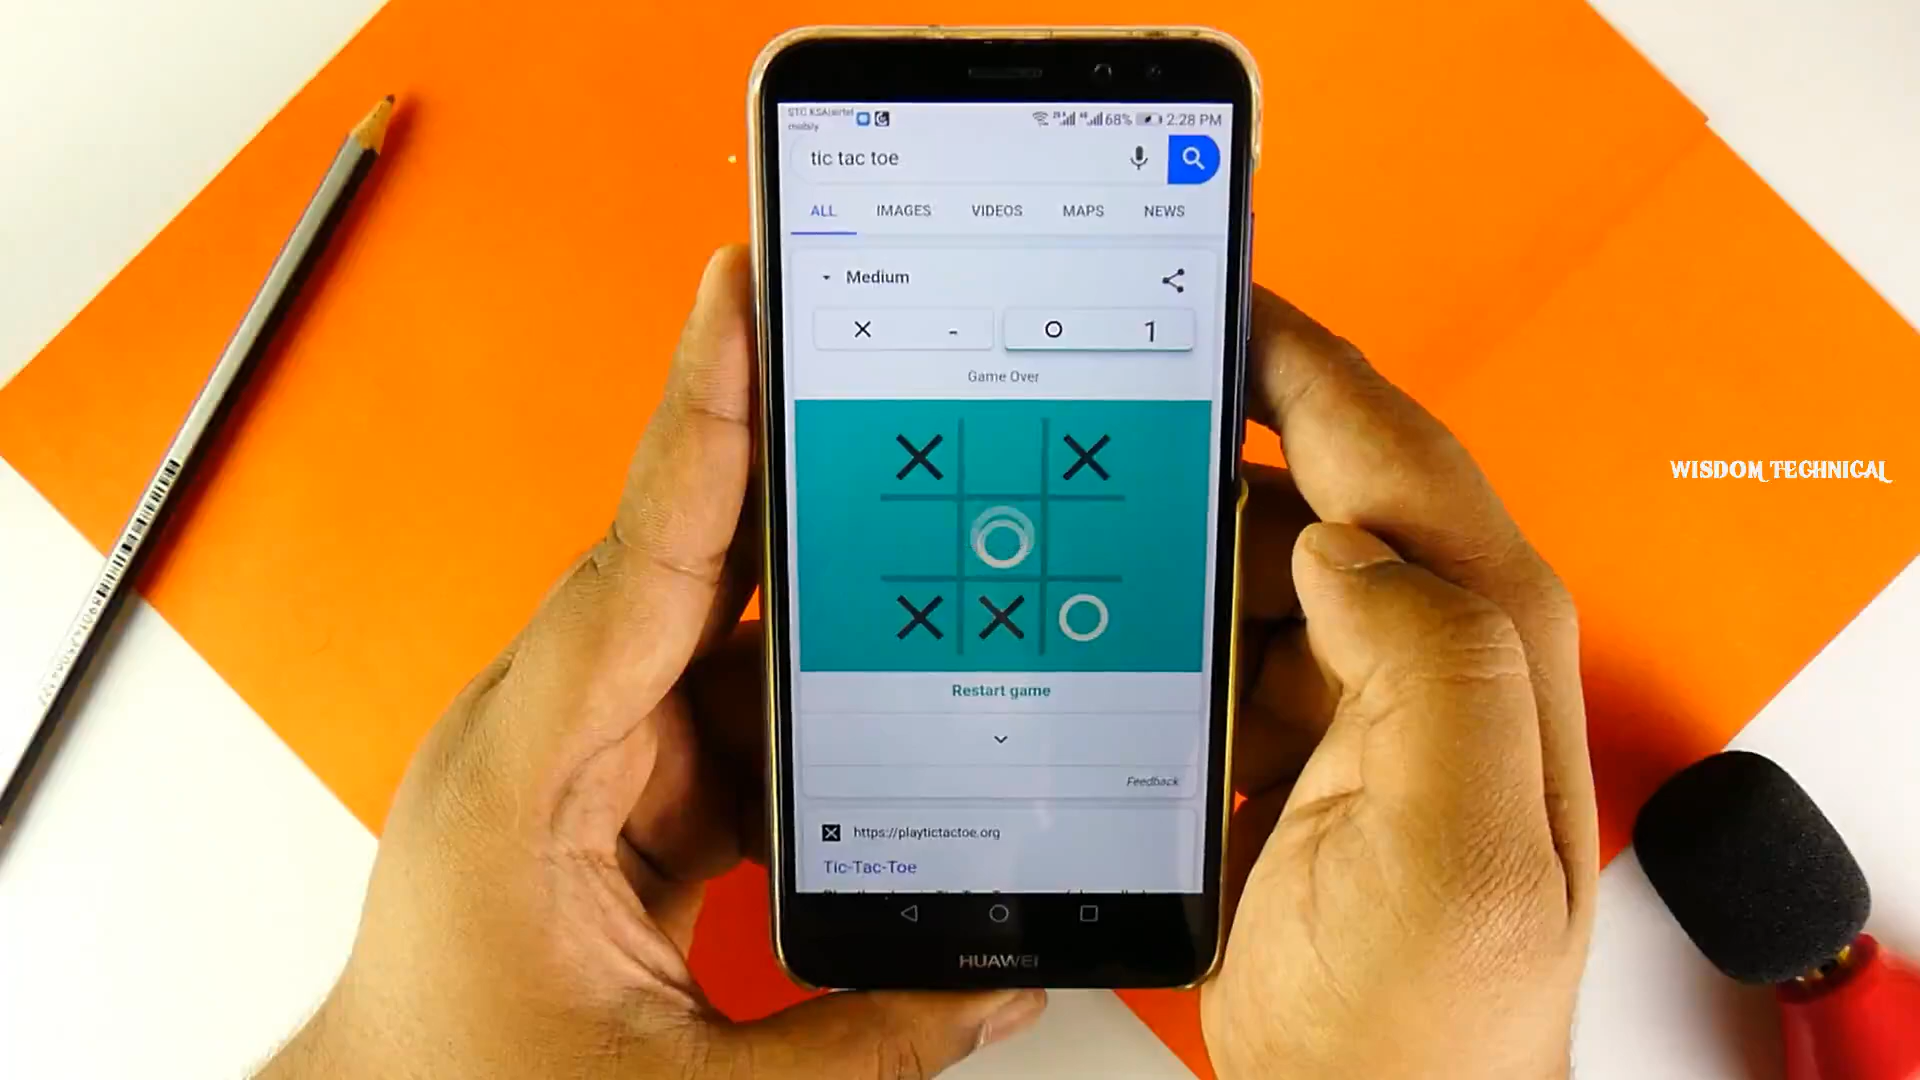 STC KSA/airtel
mobily
68% 2:28 PM
tic tac toe
ALL IMAGES VIDEOS MAPS NEWS
Medium
X - O 1
Game Over
X X
O
X X O
Restart game
Feedback
https://playtictactoe.org
Tic-Tac-Toe
HUAWEI
WISDOM TECHNICAL